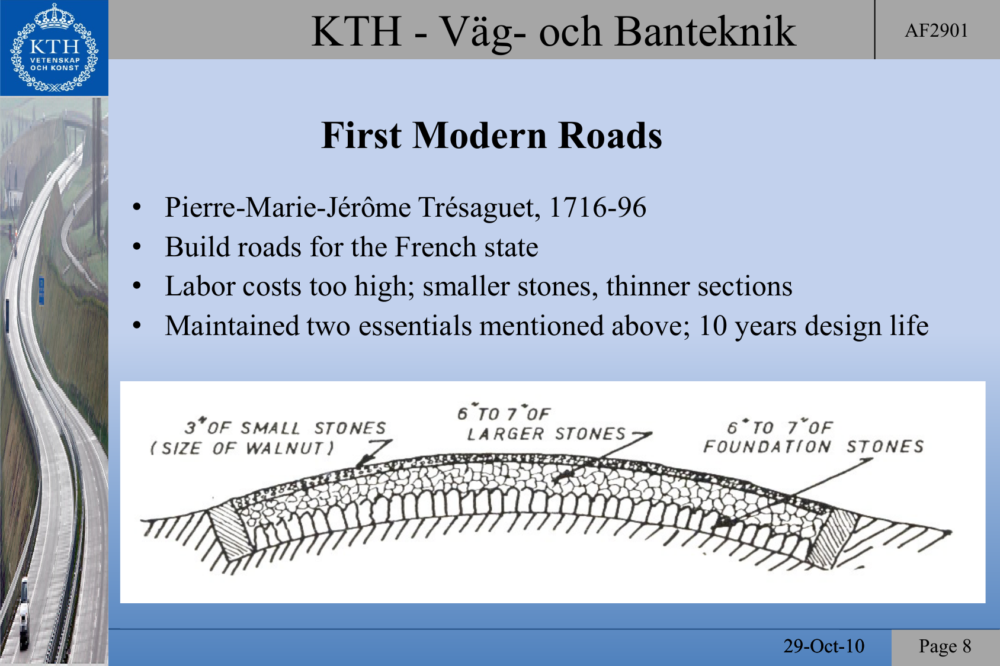 KTH
VETENSKAP
OCH KONST
KTH - Väg- och Banteknik
AF2901
First Modern Roads
• Pierre-Marie-Jérôme Trésaguet, 1716-96
• Build roads for the French state
• Labor costs too high; smaller stones, thinner sections
• Maintained two essentials mentioned above; 10 years design life
3" OF SMALL STONES
(SIZE OF WALNUT)
6" TO 7" OF
LARGER STONES
6" TO 7" OF
FOUNDATION STONES
29-Oct-10
Page 8